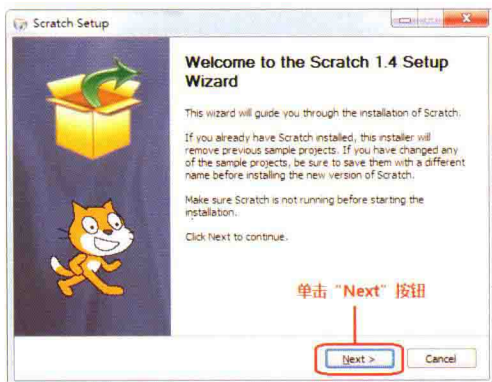 Scratch Setup
Welcome to the Scratch 1.4 Setup
Wizard
This wizard will guide you through the installation of Scratch.
If you already have Scratch installed, this installer will
remove previous sample projects. If you have changed any
of the sample projects, be sure to save them with a different
name before installing the new version of Scratch.
Make sure Scratch is not running before starting the
installation.
Click Next to continue.
单击“Next”按钮
Next >
Cancel